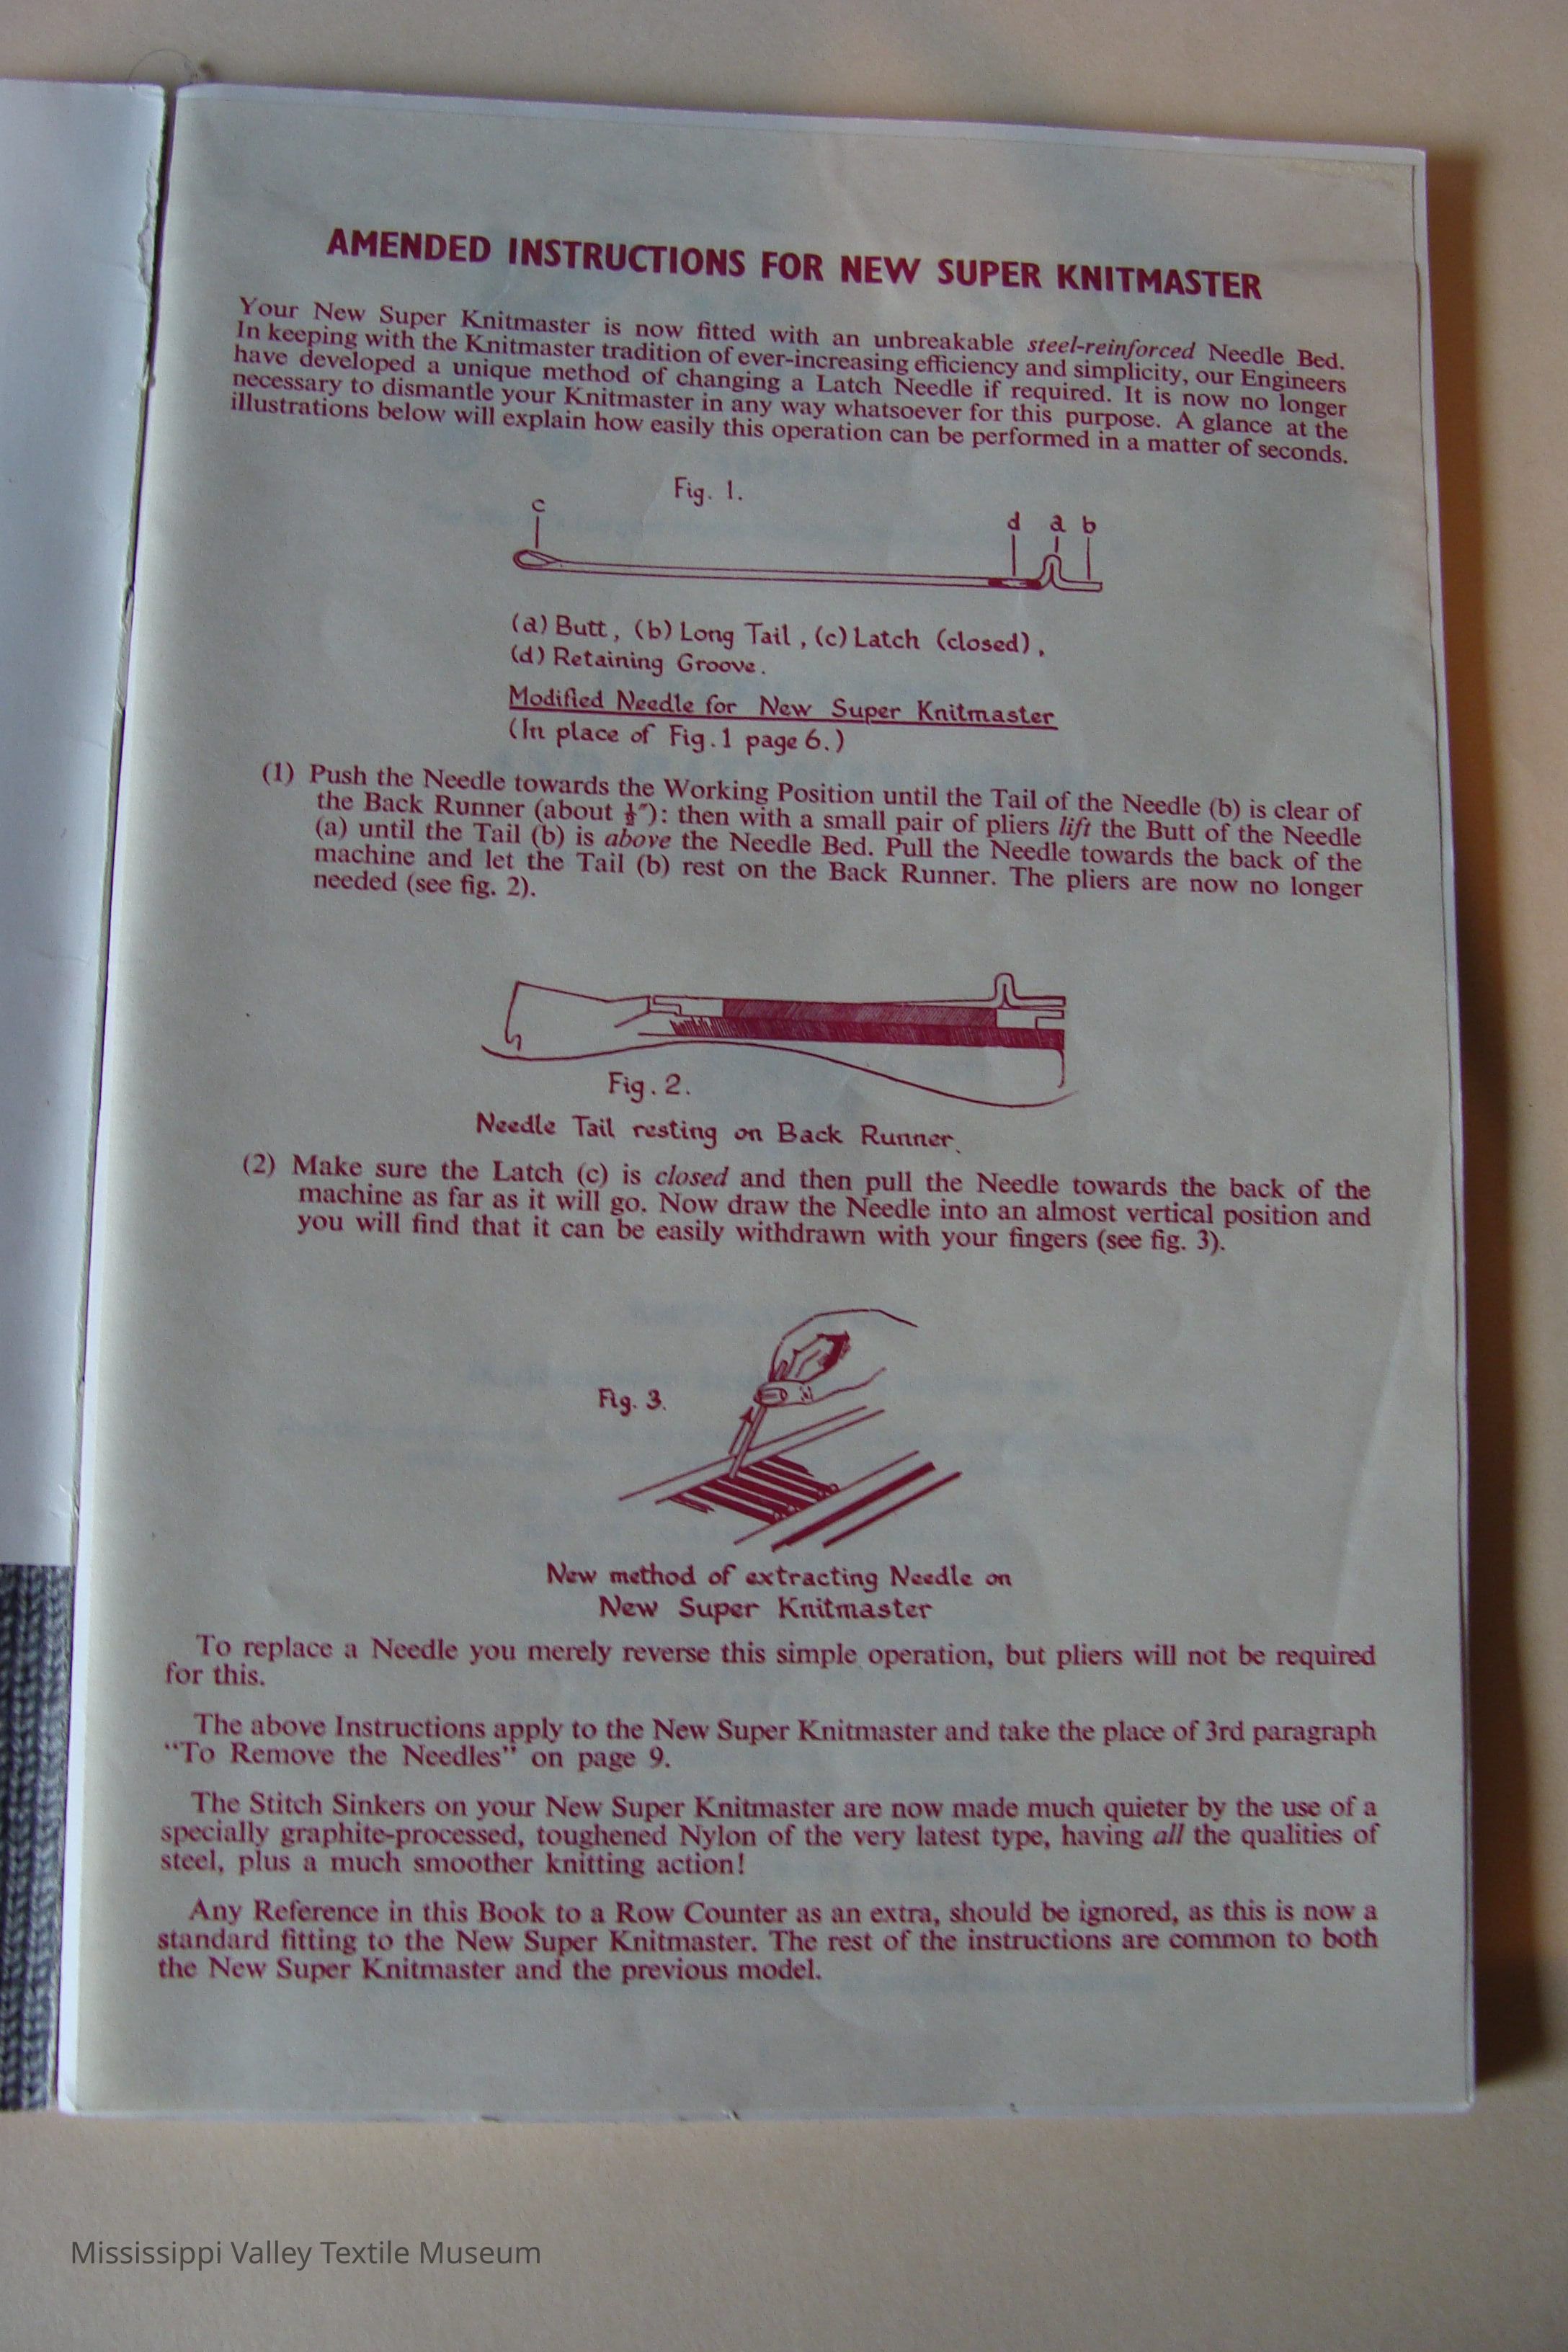 AMENDED INSTRUCTIONS FOR NEW SUPER KNITMASTER
Your New Super Knitmaster is now fitted with an unbreakable steel-reinforced Needle Bed.
In keeping with the Knitmaster tradition of ever-increasing efficiency and simplicity, our Engineers
have developed a unique method of changing a Latch Needle if required. It is now no longer
necessary to dismantle your Knitmaster in any way whatsoever for this purpose. A glance at the
illustrations below will explain how easily this operation can be performed in a matter of seconds.
Fig. 1.
c
d a b
(a) Butt, (b) Long Tail, (c) Latch (closed),
(d) Retaining Groove.
Modified Needle for New Super Knitmaster
(In place of Fig. 1 page 6.)
(1) Push the Needle towards the Working Position until the Tail of the Needle (b) is clear of
the Back Runner (about ⅛″): then with a small pair of pliers lift the Butt of the Needle
(a) until the Tail (b) is above the Needle Bed. Pull the Needle towards the back of the
machine and let the Tail (b) rest on the Back Runner. The pliers are now no longer
needed (see fig. 2).
Fig. 2.
Needle Tail resting on Back Runner.
(2) Make sure the Latch (c) is closed and then pull the Needle towards the back of the
machine as far as it will go. Now draw the Needle into an almost vertical position and
you will find that it can be easily withdrawn with your fingers (see fig. 3).
Fig. 3.
New method of extracting Needle on
New Super Knitmaster
To replace a Needle you merely reverse this simple operation, but pliers will not be required
for this.
The above Instructions apply to the New Super Knitmaster and take the place of 3rd paragraph
"To Remove the Needles" on page 9.
The Stitch Sinkers on your New Super Knitmaster are now made much quieter by the use of a
specially graphite-processed, toughened Nylon of the very latest type, having all the qualities of
steel, plus a much smoother knitting action!
Any Reference in this Book to a Row Counter as an extra, should be ignored, as this is now a
standard fitting to the New Super Knitmaster. The rest of the instructions are common to both
the New Super Knitmaster and the previous model.
Mississippi Valley Textile Museum